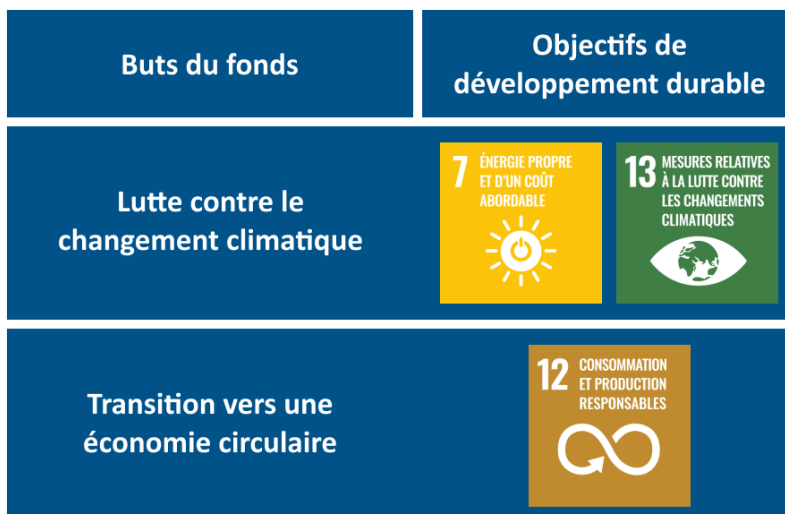 Buts du fonds
Objectifs de
développement durable
Lutte contre le
changement climatique
7 ÉNERGIE PROPRE
ET D'UN COÛT
ABORDABLE
13 MESURES RELATIVES
À LA LUTTE CONTRE
LES CHANGEMENTS
CLIMATIQUES
Transition vers une
économie circulaire
12 CONSOMMATION
ET PRODUCTION
RESPONSABLES